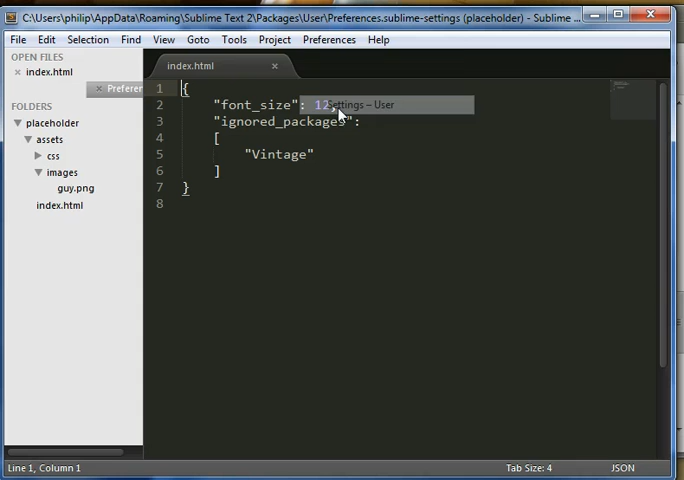 C:\Users\philip\AppData\Roaming\Sublime Text 2\Packages\User\Preferences.sublime-settings (placeholder) - Sublime ...
File Edit Selection Find View Goto Tools Project Preferences Help
OPEN FILES
index.html
Preferer
FOLDERS
placeholder
assets
css
images
guy.png
index.html
index.html
1 {
2 "font_size": 12,
Settings – User
3 "ignored_packages":
4 [
5 "Vintage"
6 ]
7 }
8
Line 1, Column 1
Tab Size: 4
JSON